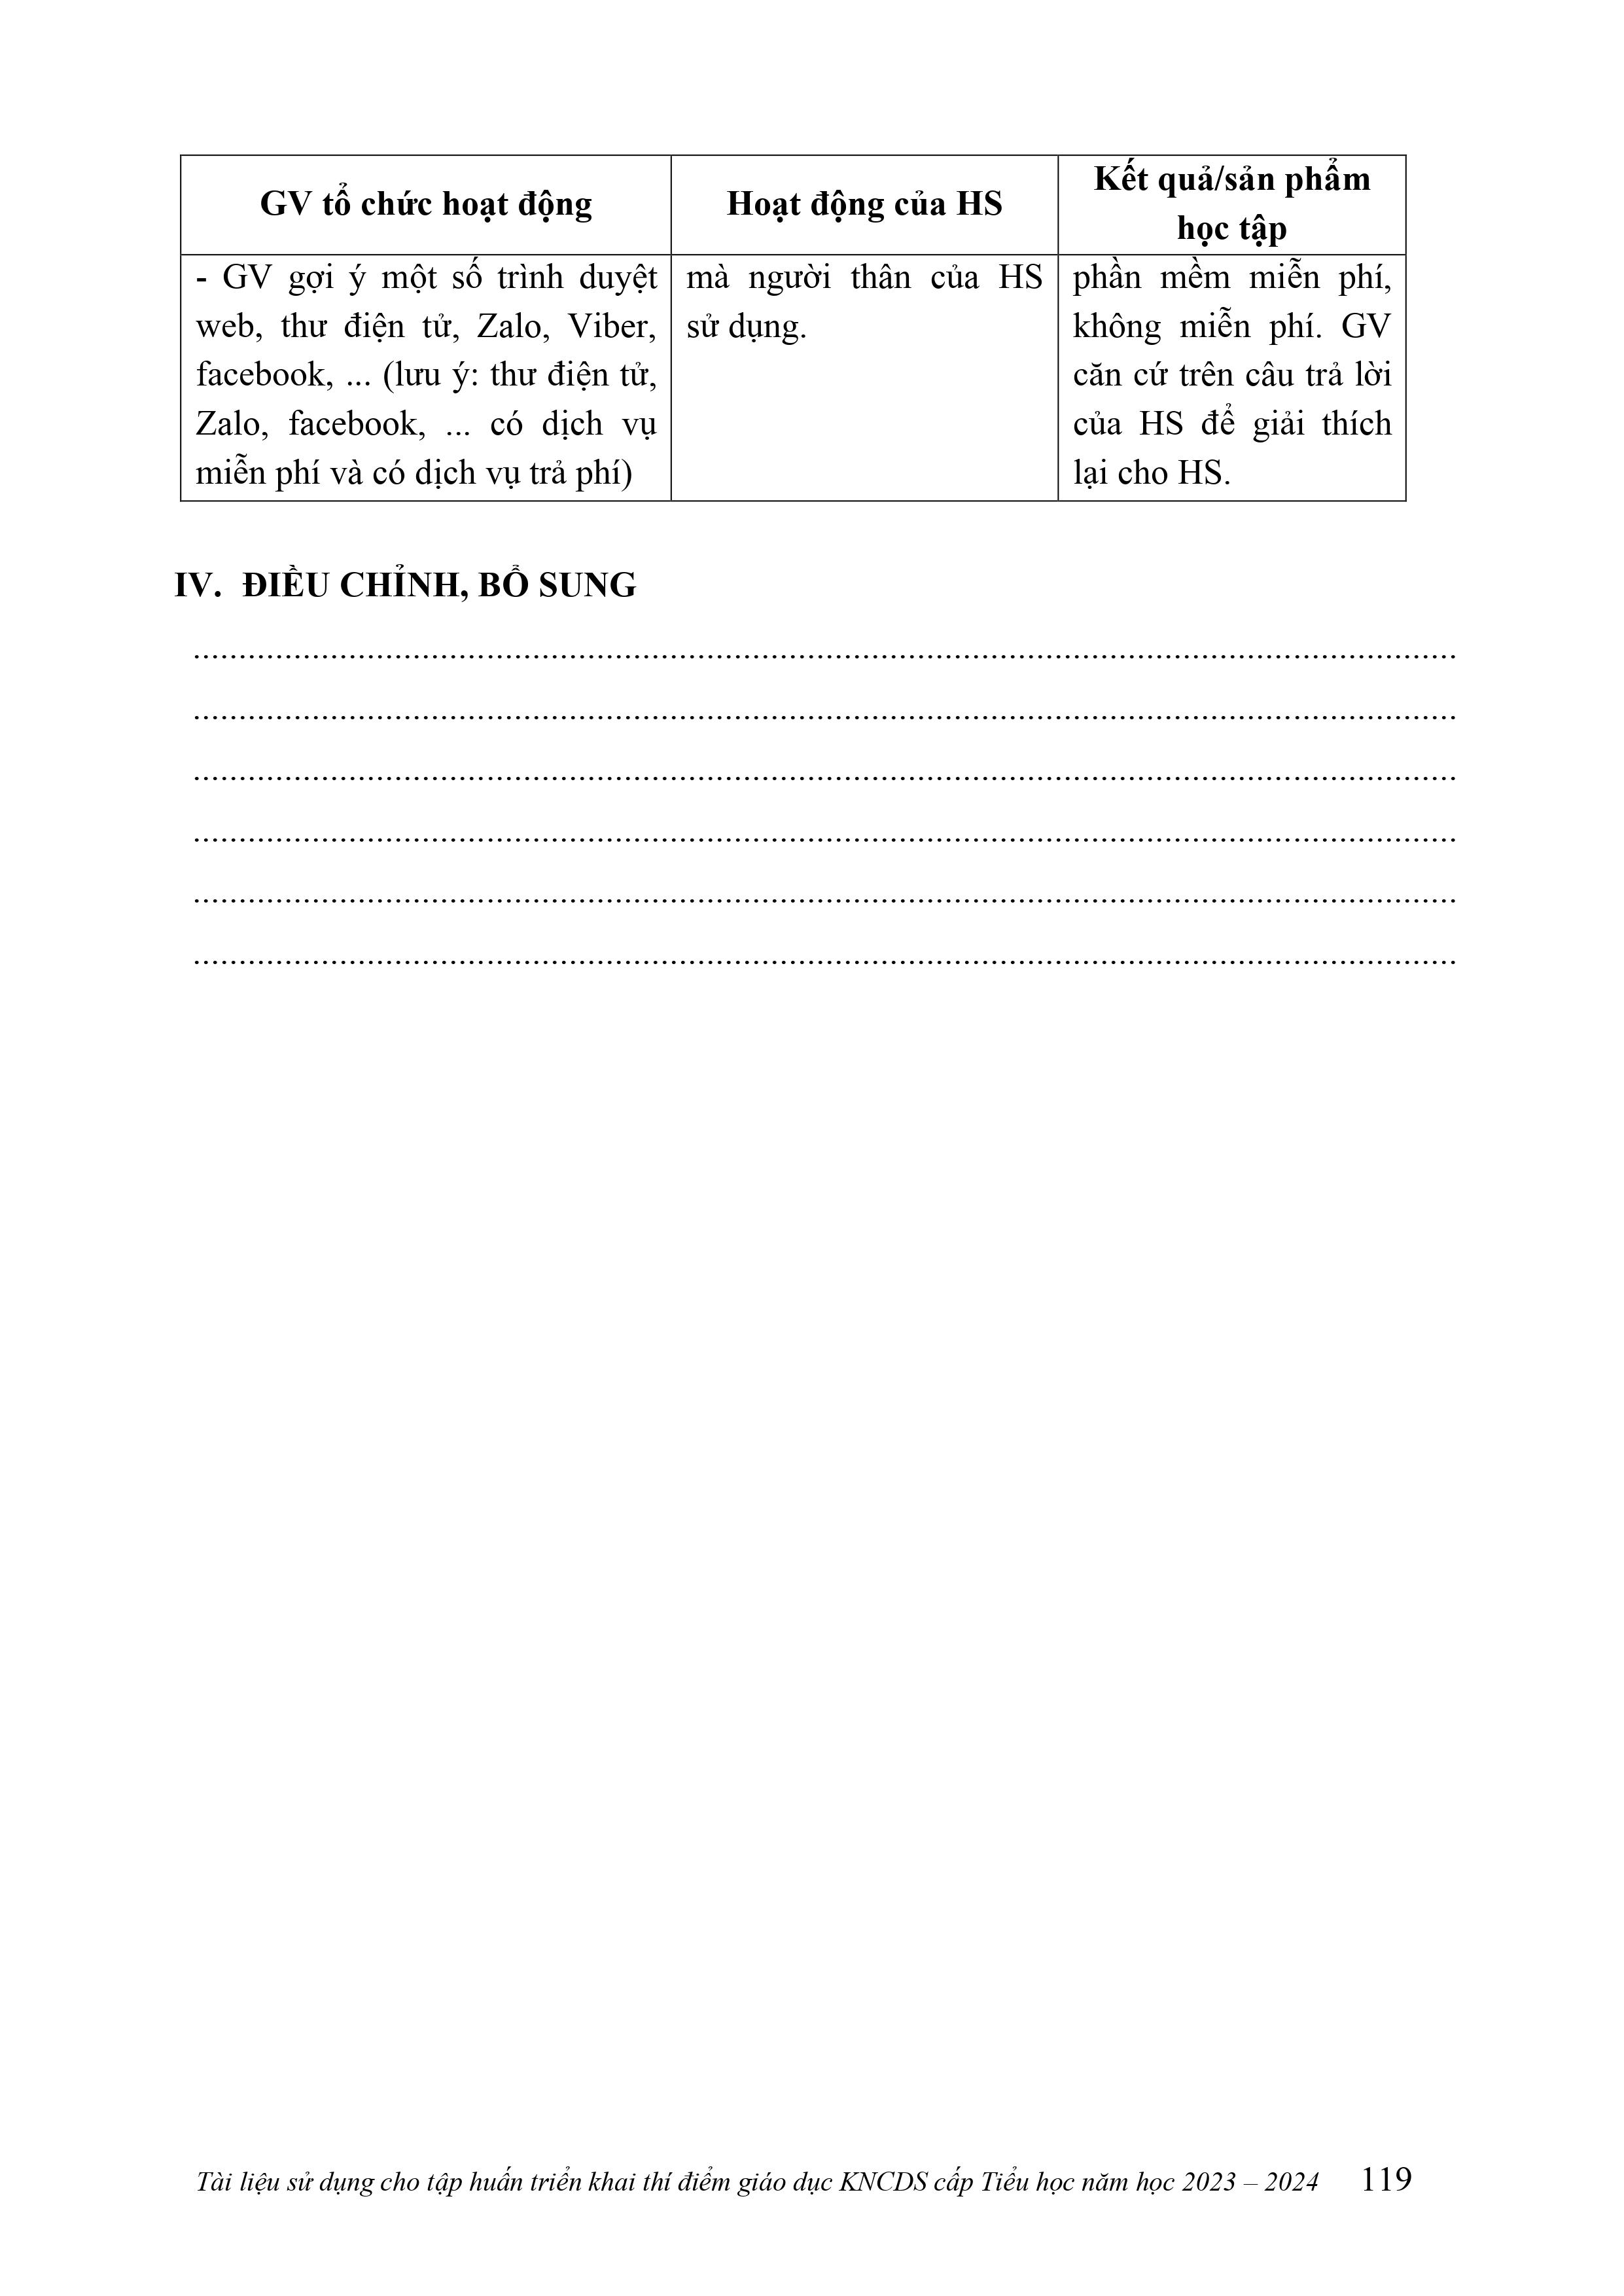 GV tổ chức hoạt động
Hoạt động của HS
Kết quả/sản phẩm
học tập
- GV gợi ý một số trình duyệt
web, thư điện tử, Zalo, Viber,
facebook, ... (lưu ý: thư điện tử,
Zalo, facebook, ... có dịch vụ
miễn phí và có dịch vụ trả phí)
mà người thân của HS
sử dụng.
phần mềm miễn phí,
không miễn phí. GV
căn cứ trên câu trả lời
của HS để giải thích
lại cho HS.
IV. ĐIỀU CHỈNH, BỔ SUNG
Tài liệu sử dụng cho tập huấn triển khai thí điểm giáo dục KNCDS cấp Tiểu học năm học 2023 – 2024 119